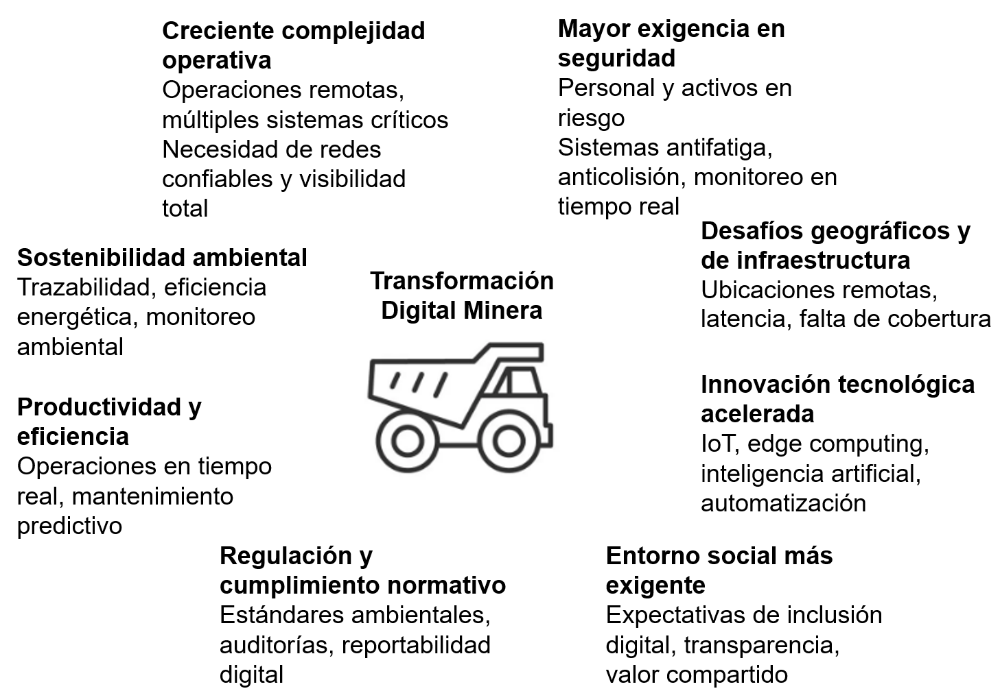 Creciente complejidad
operativa
Operaciones remotas,
múltiples sistemas críticos
Necesidad de redes
confiables y visibilidad
total
Mayor exigencia en
seguridad
Personal y activos en
riesgo
Sistemas antifatiga,
anticolisión, monitoreo en
tiempo real
Sostenibilidad ambiental
Trazabilidad, eficiencia
energética, monitoreo
ambiental
Transformación
Digital Minera
Desafíos geográficos y
de infraestructura
Ubicaciones remotas,
latencia, falta de cobertura
Productividad y
eficiencia
Operaciones en tiempo
real, mantenimiento
predictivo
Innovación tecnológica
acelerada
IoT, edge computing,
inteligencia artificial,
automatización
Regulación y
cumplimiento normativo
Estándares ambientales,
auditorías, reportabilidad
digital
Entorno social más
exigente
Expectativas de inclusión
digital, transparencia,
valor compartido